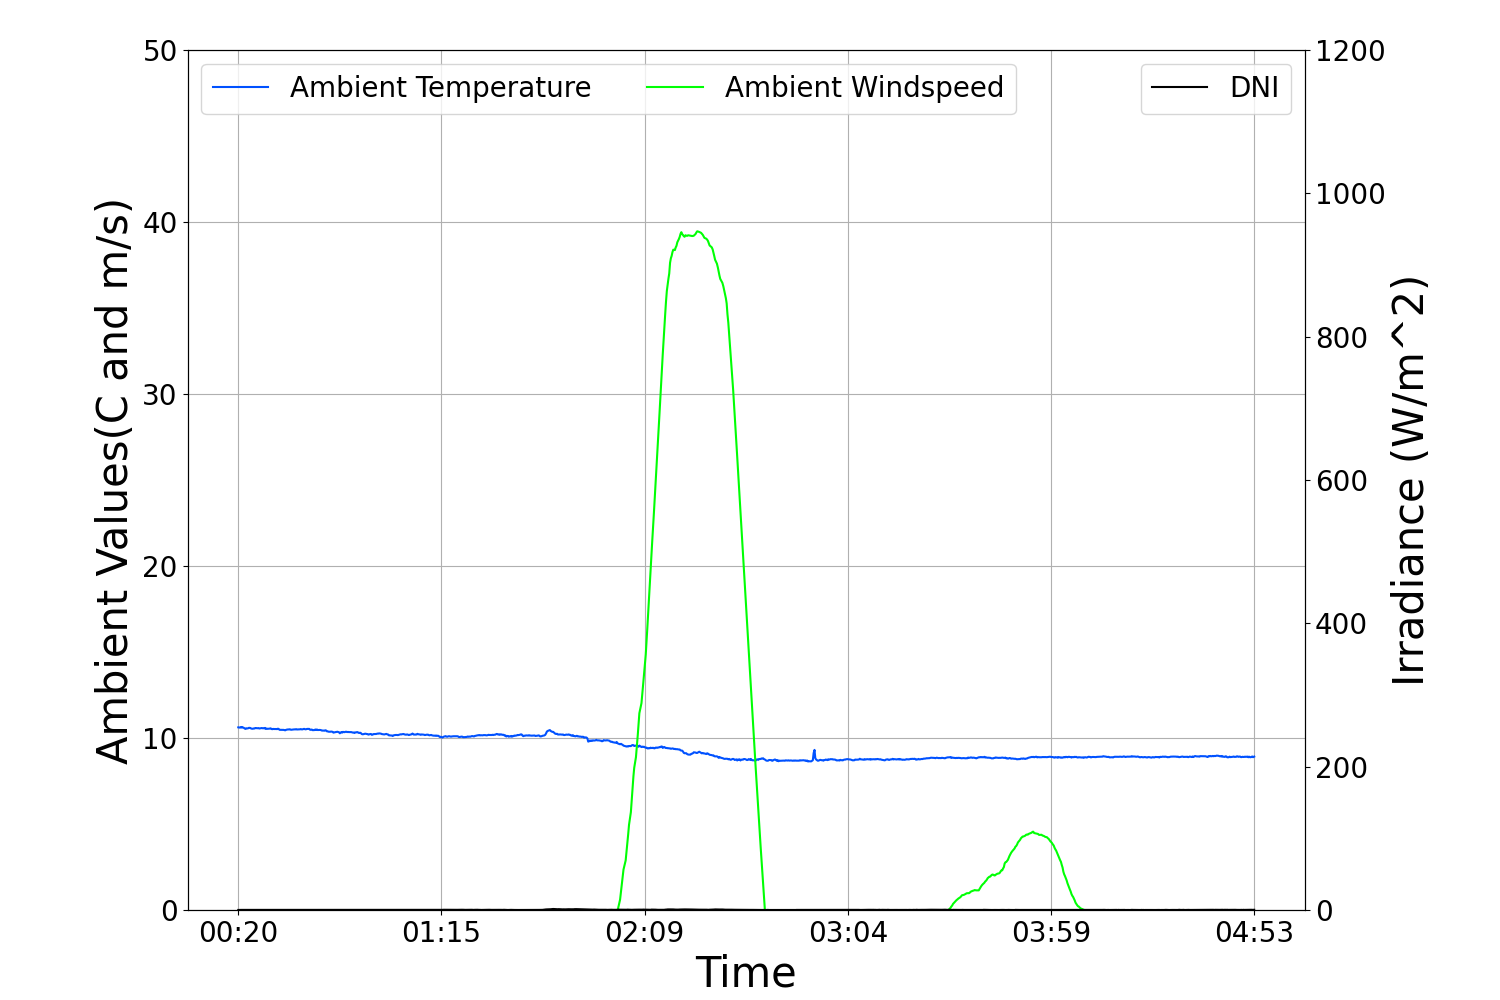 Ambient Temperature
Ambient Windspeed
DNI
Ambient Values(C and m/s)
50
40
30
20
10
0
1200
1000
800
600
400
200
0
Irradiance (W/m^2)
00:20 01:15 02:09 03:04 03:59 04:53
Time